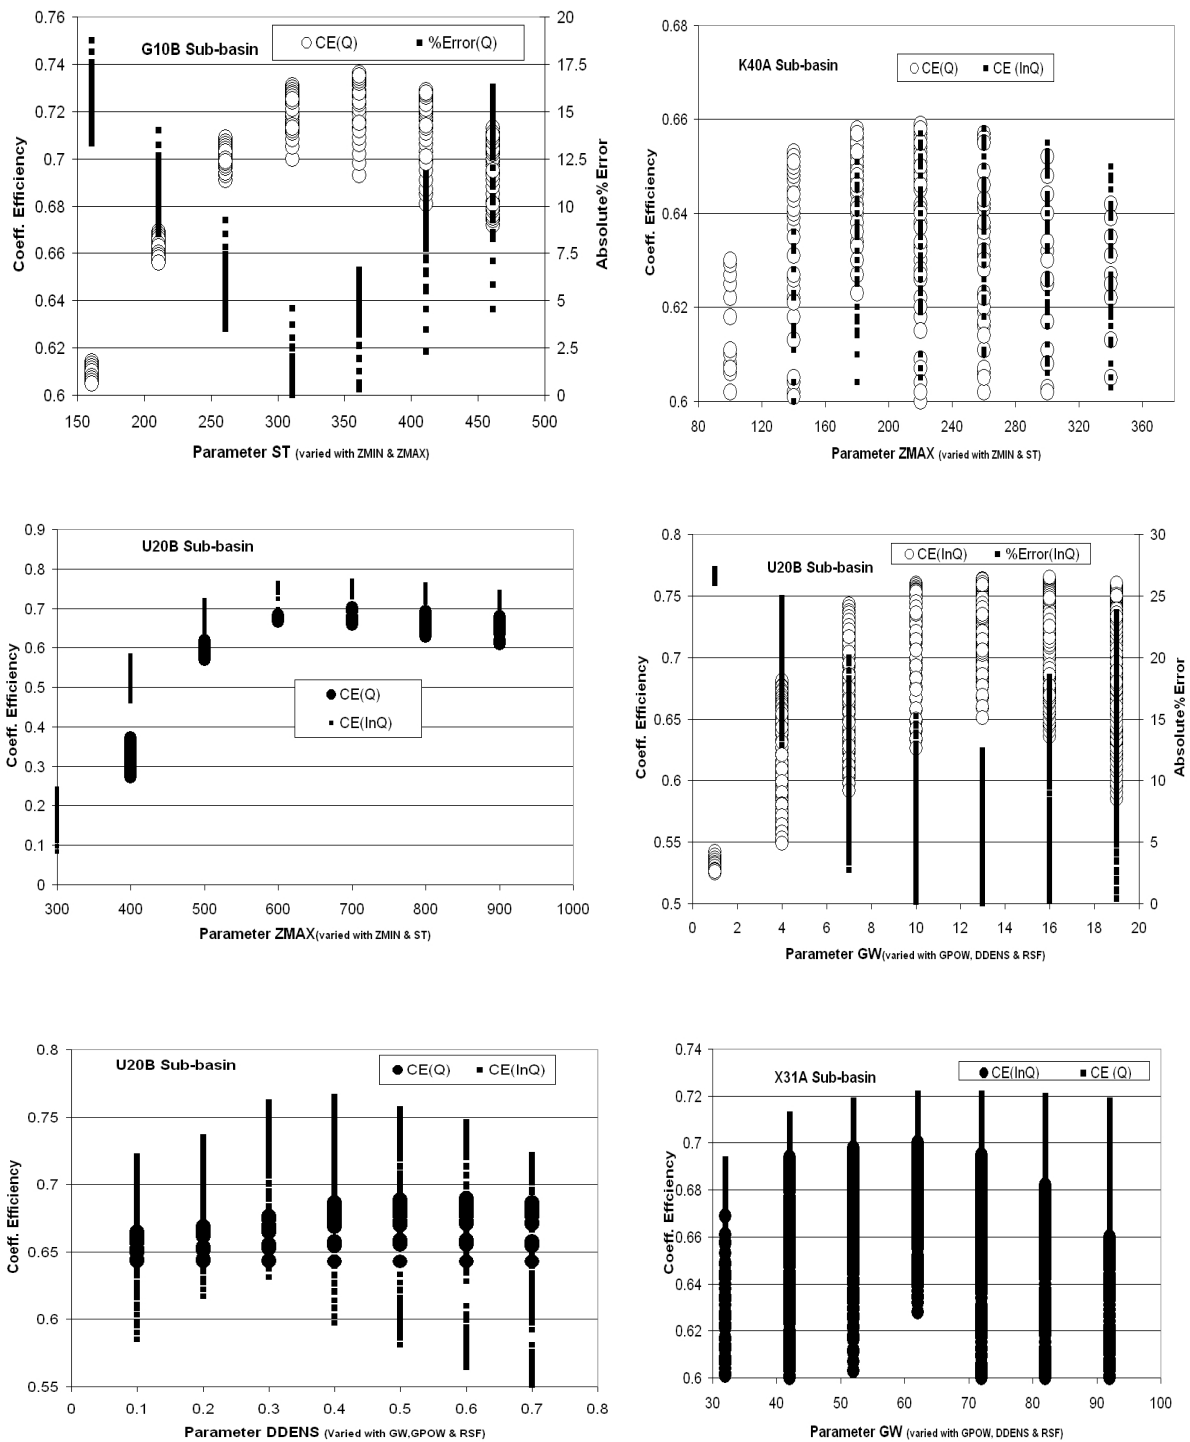 G10B Sub-basin
CE(Q) %Error(Q)
Coeff. Efficiency
0.76
0.74
0.72
0.7
0.68
0.66
0.64
0.62
0.6
20
17.5
15
12.5
10
7.5
5
2.5
0
Absolute% Error
150 200 250 300 350 400 450 500
Parameter ST (varied with ZMIN & ZMAX)
K40A Sub-basin
CE(Q) CE (lnQ)
Coeff. Efficiency
0.68
0.66
0.64
0.62
0.6
80 120 160 200 240 280 320 360
Parameter ZMAX (varied with ZMIN & ST)
U20B Sub-basin
CE(Q)
CE(lnQ)
Coeff. Efficiency
0.9
0.8
0.7
0.6
0.5
0.4
0.3
0.2
0.1
0
300 400 500 600 700 800 900 1000
Parameter ZMAX(varied with ZMIN & ST)
U20B Sub-basin
CE(lnQ) %Error(lnQ)
Coeff. Efficiency
0.8
0.75
0.7
0.65
0.6
0.55
0.5
30
25
20
15
10
5
0
Absolute% Error
0 2 4 6 8 10 12 14 16 18 20
Parameter GW(varied with GPOW, DDENS & RSF)
U20B Sub-basin
CE(Q) CE(lnQ)
Coeff. Efficiency
0.8
0.75
0.7
0.65
0.6
0.55
0 0.1 0.2 0.3 0.4 0.5 0.6 0.7 0.8
Parameter DDENS (Varied with GW,GPOW & RSF)
X31A Sub-basin
CE(lnQ) CE (Q)
Coeff. Efficiency
0.74
0.72
0.7
0.68
0.66
0.64
0.62
0.6
30 40 50 60 70 80 90 100
Parameter GW (varied with GPOW, DDENS & RSF)